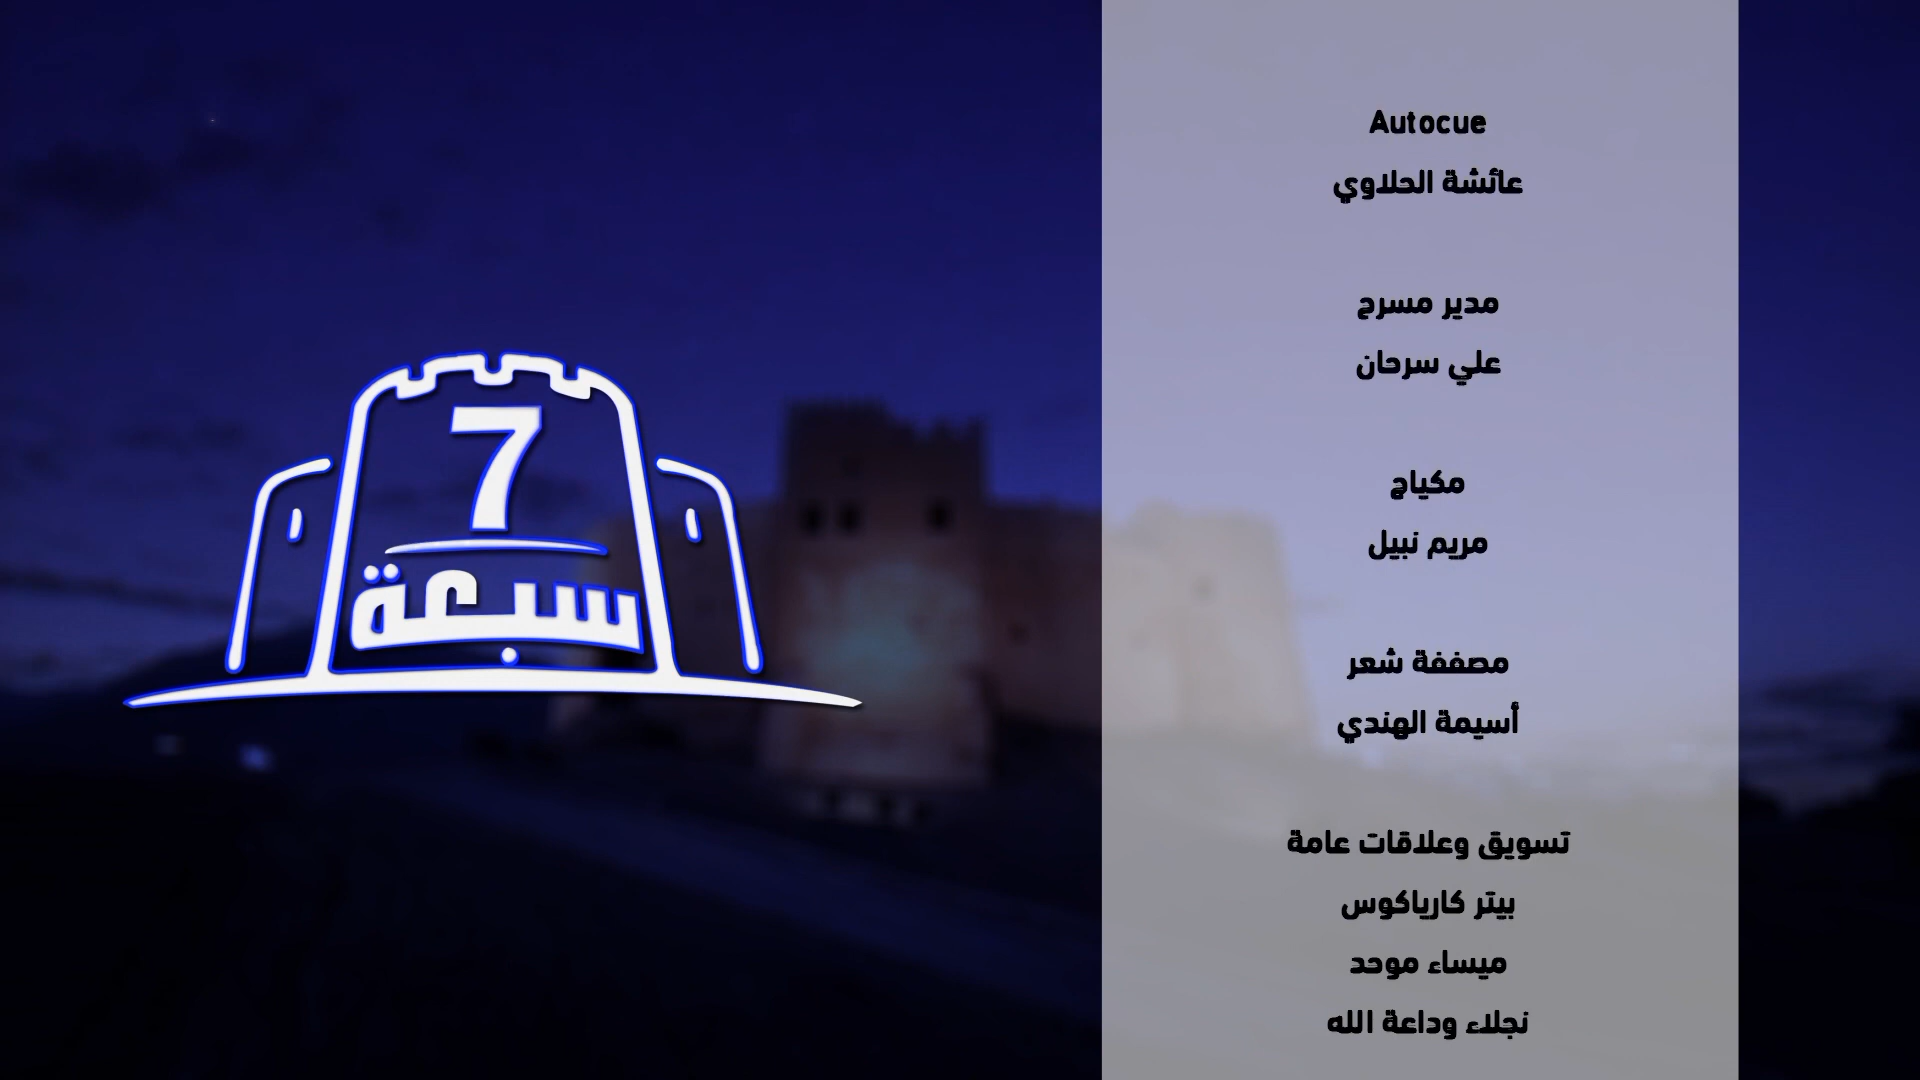 7
سبعة
Autocue
عائشة الحلاوي
مدير مسرح
علي سرحان
مكياج
مريم نبيل
مصففة شعر
أسيمة الهندي
تسويق وعلاقات عامة
بيتر كارياكوس
ميساء موحد
نجلاء وداعة الله